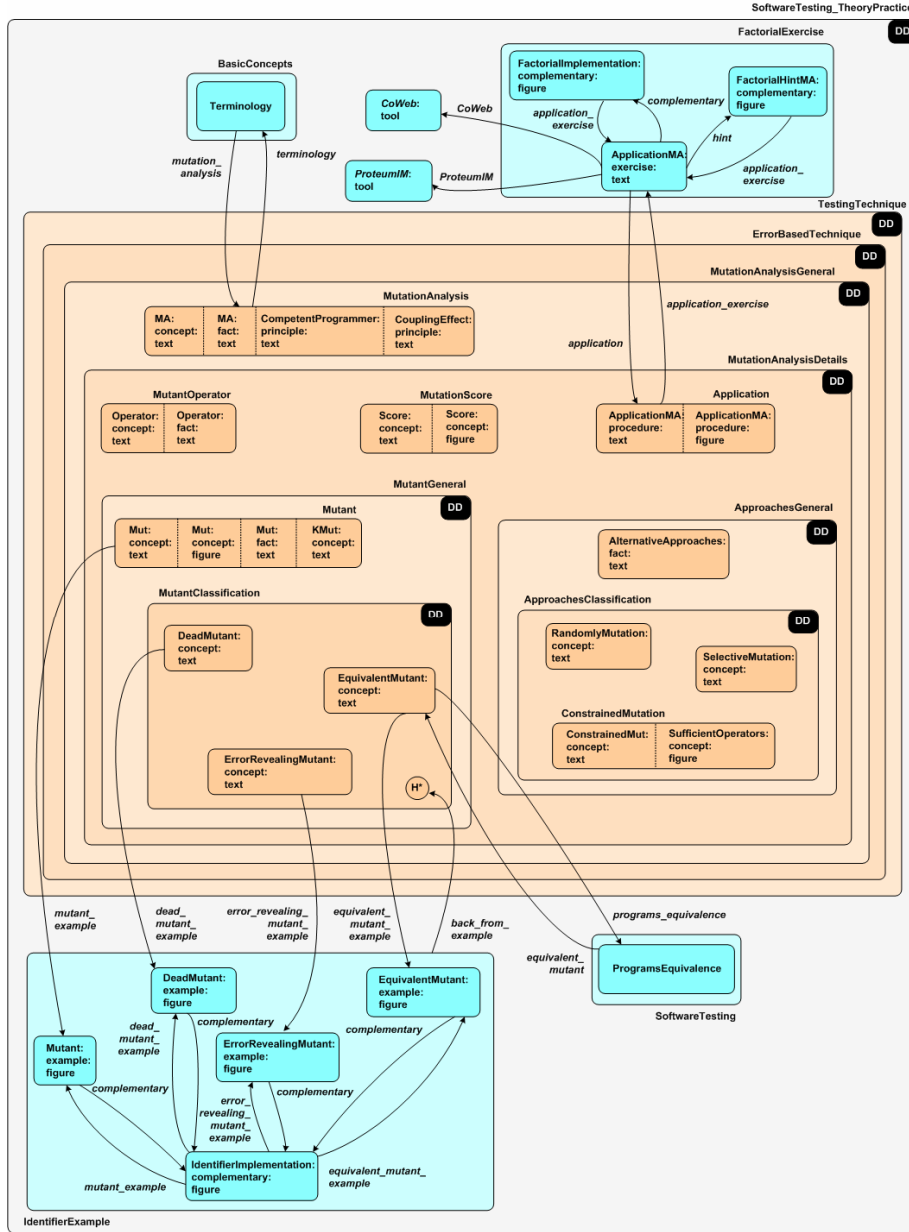 SoftwareTesting_TheoryPractice
DD
FactorialExercise
BasicConcepts
Terminology
FactorialImplementation:
complementary:
figure
FactorialHintMA:
complementary:
figure
CoWeb:
tool
CoWeb
application_
exercise
complementary
hint
mutation_
analysis
terminology
ProteumIM:
tool
ProteumIM
ApplicationMA:
exercise:
text
application_
exercise
TestingTechnique
DD
ErrorBasedTechnique
DD
MutationAnalysisGeneral
DD
MutationAnalysis
MA:
concept:
text
MA:
fact:
text
CompetentProgrammer:
principle:
text
CouplingEffect:
principle:
text
application_exercise
application
MutationAnalysisDetails
DD
MutantOperator
Operator:
concept:
text
Operator:
fact:
text
MutationScore
Score:
concept:
text
Score:
concept:
figure
Application
ApplicationMA:
procedure:
text
ApplicationMA:
procedure:
figure
MutantGeneral
DD
Mutant
Mut:
concept:
text
Mut:
concept:
figure
Mut:
fact:
text
KMut:
concept:
text
ApproachesGeneral
DD
AlternativeApproaches:
fact:
text
MutantClassification
DD
DeadMutant:
concept:
text
EquivalentMutant:
concept:
text
ErrorRevealingMutant:
concept:
text
H*
ApproachesClassification
DD
RandomlyMutation:
concept:
text
SelectiveMutation:
concept:
text
ConstrainedMutation
ConstrainedMut:
concept:
text
SufficientOperators:
concept:
figure
mutant_
example
dead_
mutant_
example
error_revealing_
mutant_
example
equivalent_
mutant_
example
back_from_
example
programs_equivalence
equivalent_
mutant
ProgramsEquivalence
SoftwareTesting
DeadMutant:
example:
figure
EquivalentMutant:
example:
figure
dead_
mutant_
example
complementary
complementary
Mutant:
example:
figure
ErrorRevealingMutant:
example:
figure
complementary
complementary
error_
revealing_
mutant_
example
IdentifierImplementation:
complementary:
figure
mutant_example
equivalent_mutant_
example
IdentifierExample